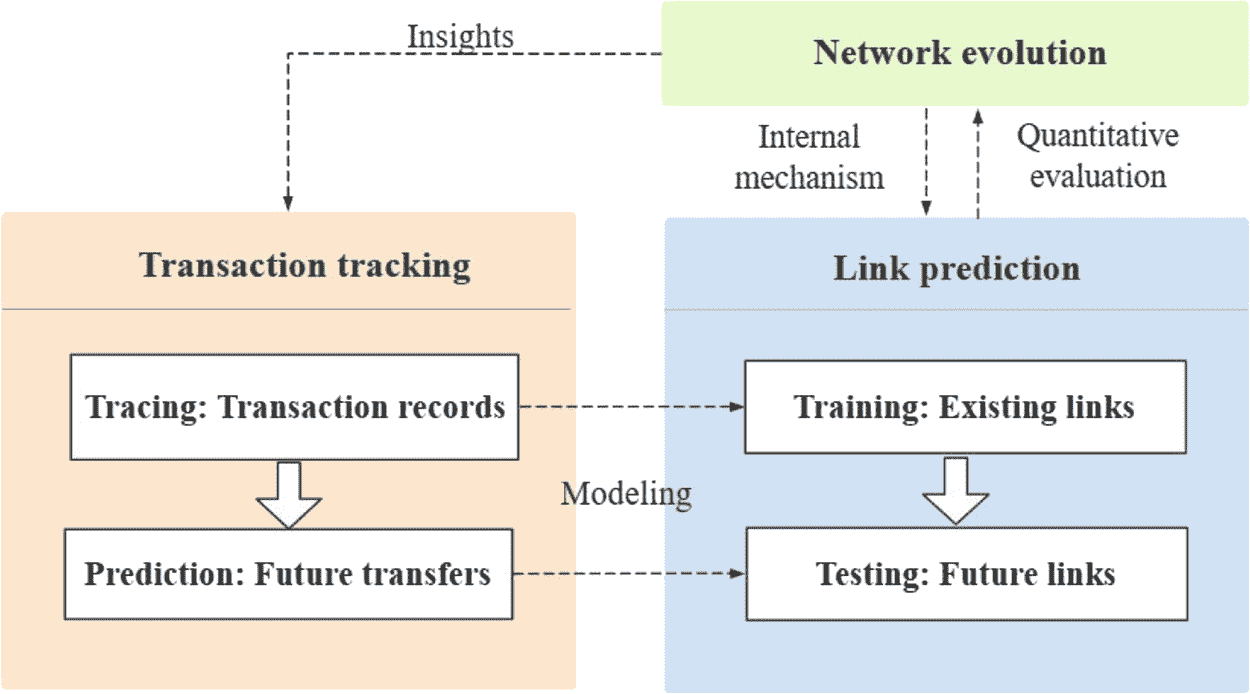 Insights
Network evolution
Internal
mechanism
Quantitative
evaluation
Transaction tracking
Link prediction
Tracing: Transaction records
Training: Existing links
Modeling
Prediction: Future transfers
Testing: Future links